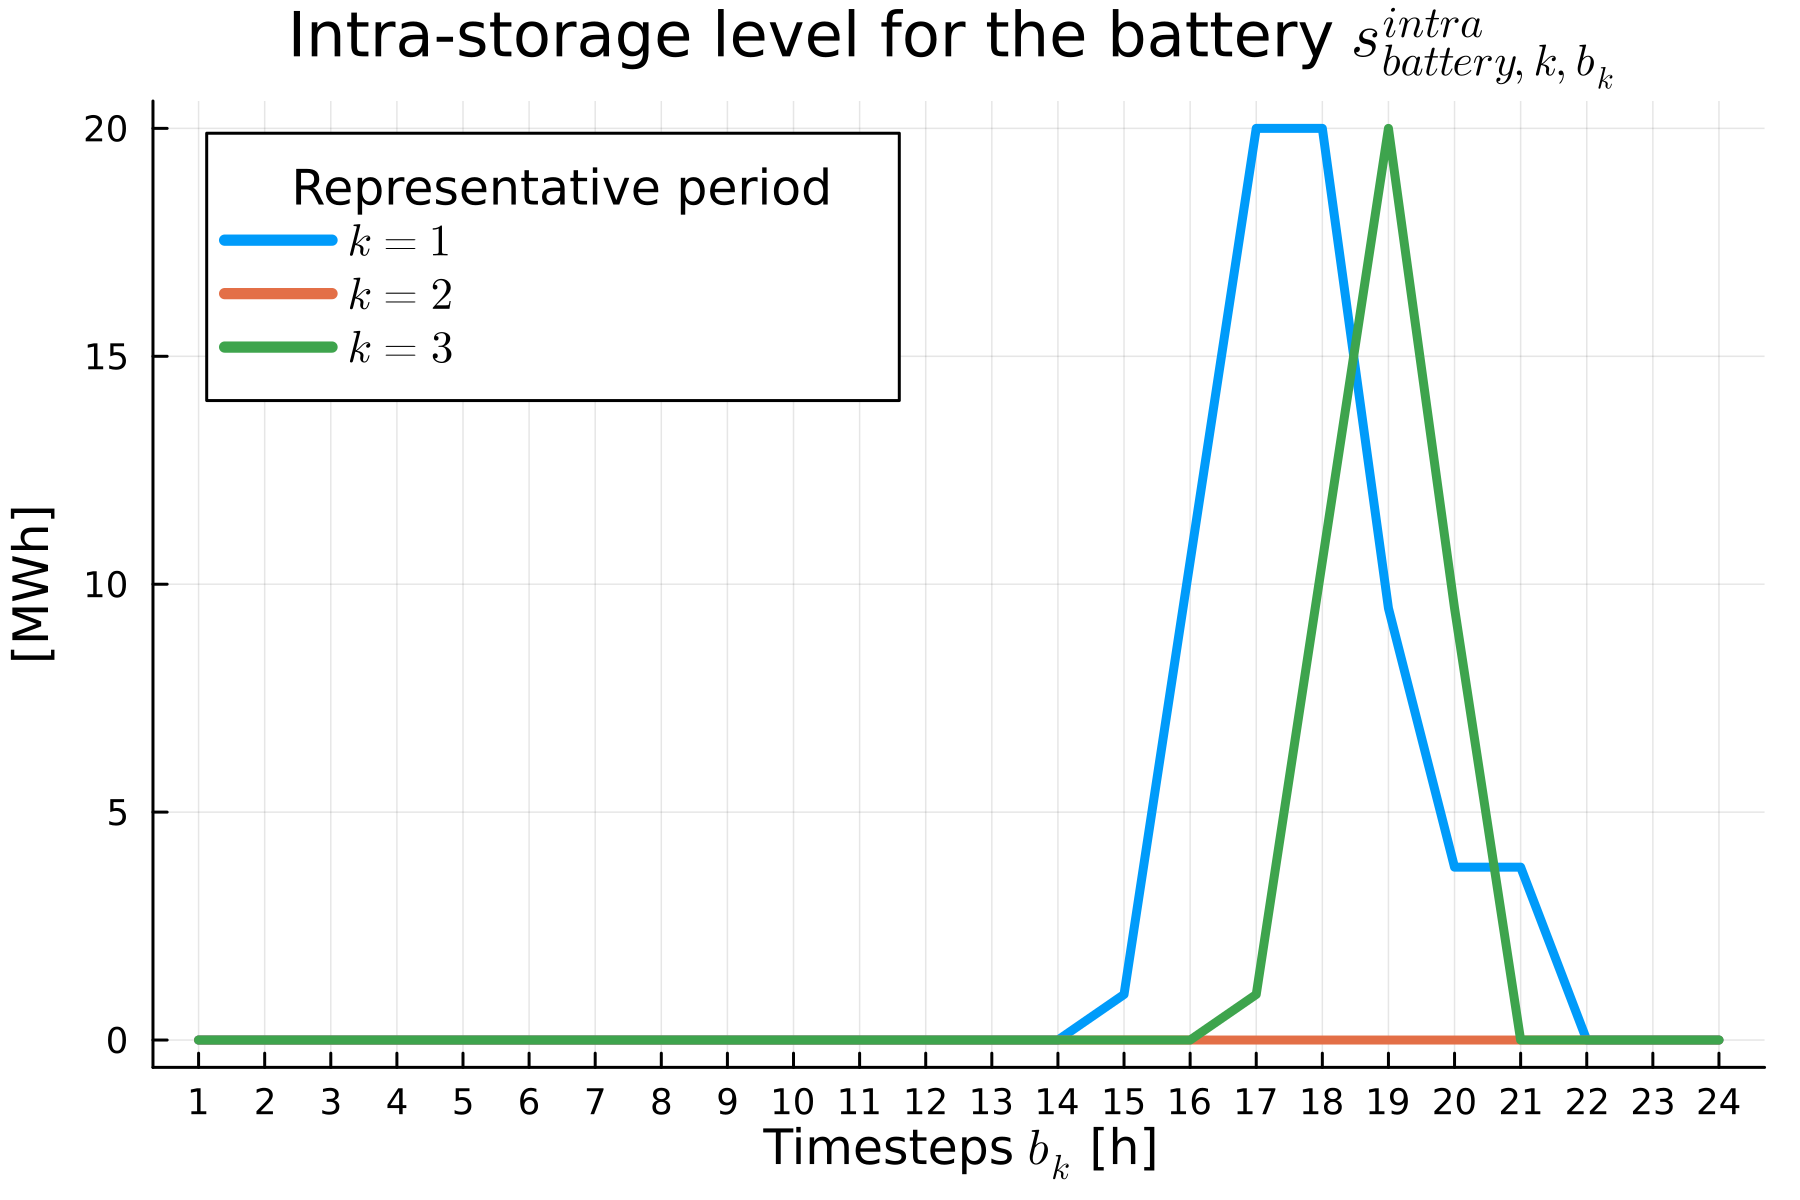 Intra-storage level for the battery $s^{intra}_{battery, k, b_k}$
20
15
10
5
0
[MWh]
Representative period
k = 1
k = 2
k = 3
1 2 3 4 5 6 7 8 9 10 11 12 13 14 15 16 17 18 19 20 21 22 23 24
Timesteps $b_k$ [h]